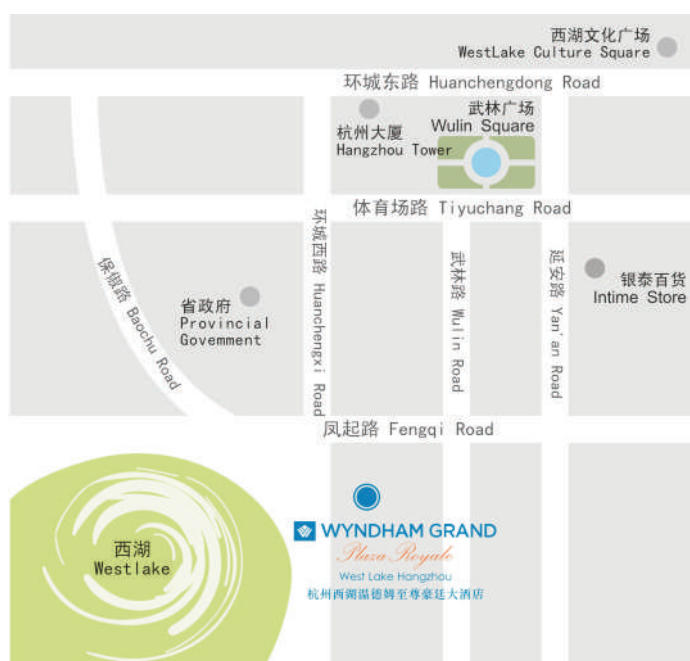 西湖文化广场
WestLake Culture Square
环城东路 Huanchengdong Road
武林广场
Wulin Square
杭州大厦
Hangzhou Tower
体育场路 Tiyuchang Road
环城西路 Huanchengxi Road
武林路 Wulin Road
延安路 Yan'an Road
保俶路 Baochu Road
银泰百货
Intime Store
省政府
Provincial
Govemment
凤起路 Fengqi Road
WYNDHAM GRAND
Plaza Royale
West Lake Hangzhou
杭州西湖温德姆至尊豪廷大酒店
西湖
Westlake